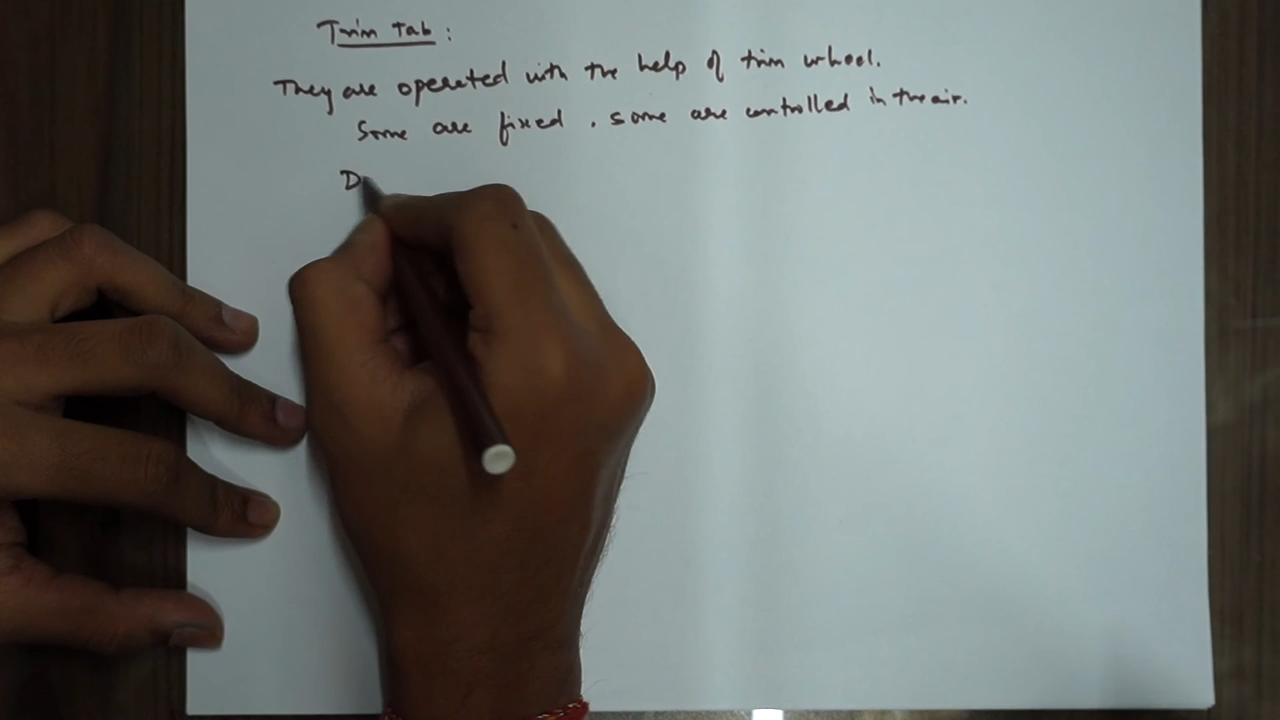 Trim Tab:
They are operated with the help of trim wheel.
Some are fixed, some are controlled in the air.
D